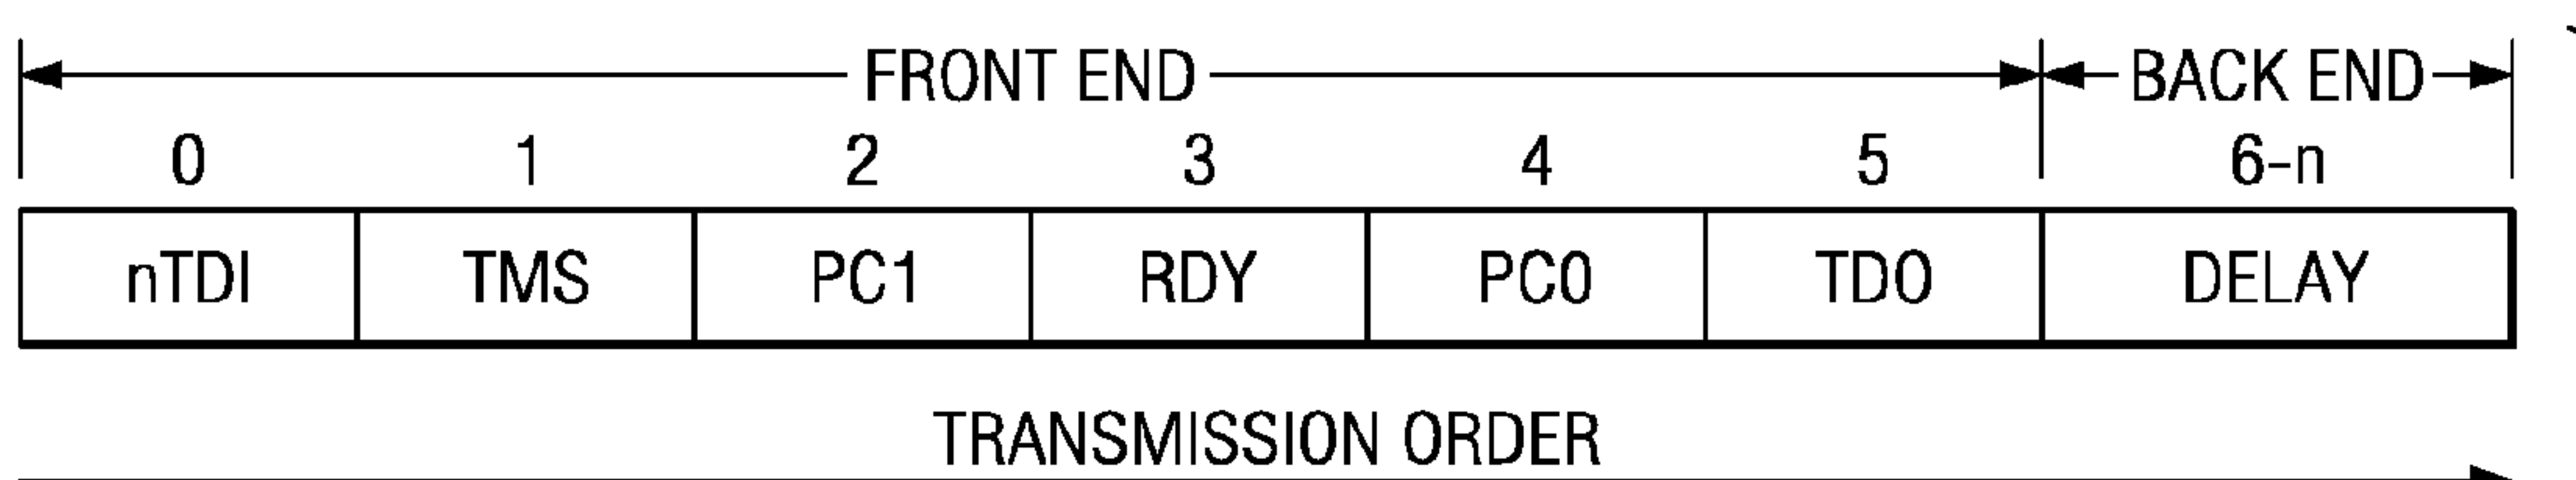 FRONT END BACK END
0 1 2 3 4 5 6-n
nTDI TMS PC1 RDY PC0 TDO DELAY
TRANSMISSION ORDER